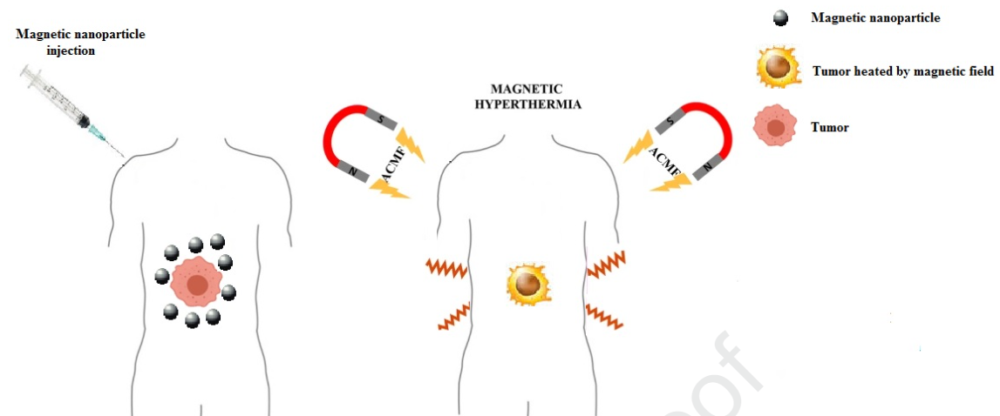 Magnetic nanoparticle
injection
MAGNETIC
HYPERTHERMIA
S
N
ACMF
S
N
ACMF
Magnetic nanoparticle
Tumor heated by magnetic field
Tumor